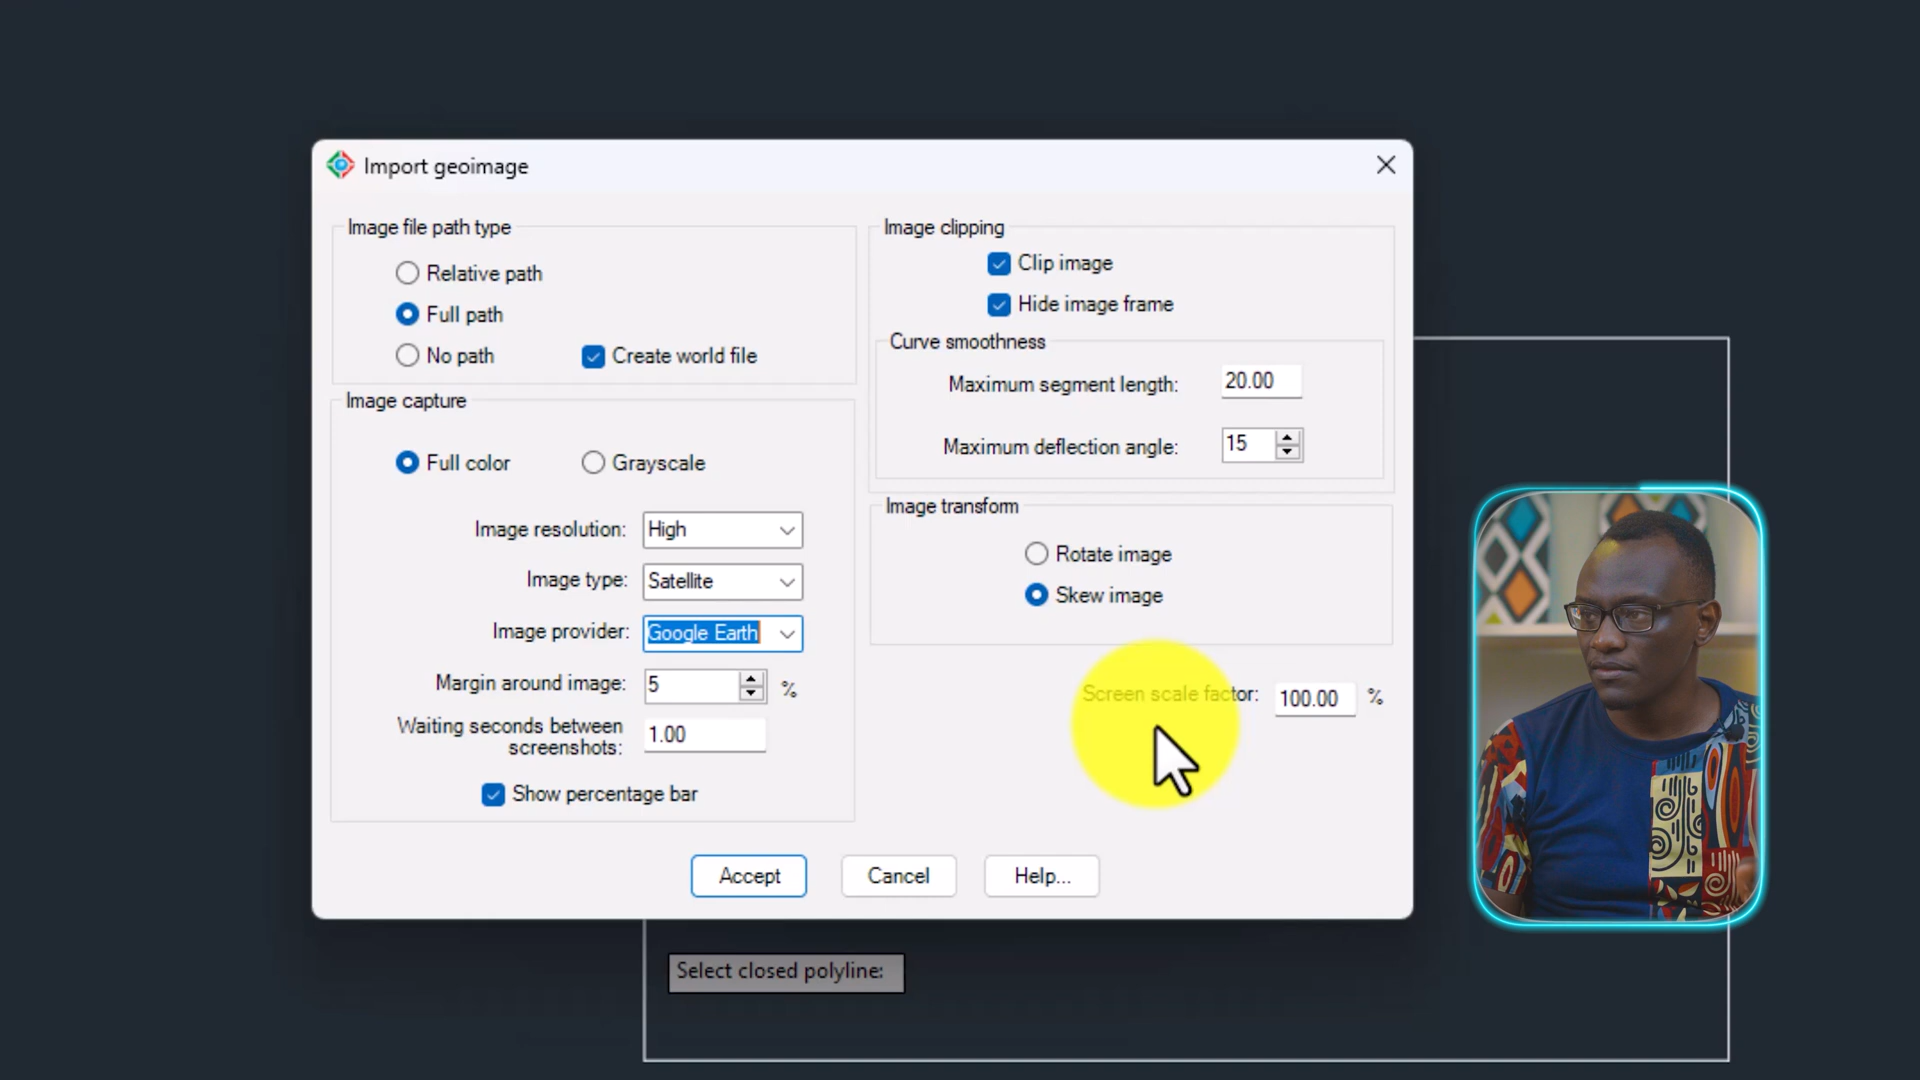 Import geoimage
Image file path type
Relative path
Full path
No path
Create world file
Image capture
Full color
Grayscale
Image resolution: High
Image type: Satellite
Image provider: Google Earth
Margin around image: 5 %
Waiting seconds between
screenshots: 1.00
Show percentage bar
Image clipping
Clip image
Hide image frame
Curve smoothness
Maximum segment length: 20.00
Maximum deflection angle: 15
Image transform
Rotate image
Skew image
Screen scale factor: 100.00 %
Accept
Cancel
Help...
Select closed polyline: